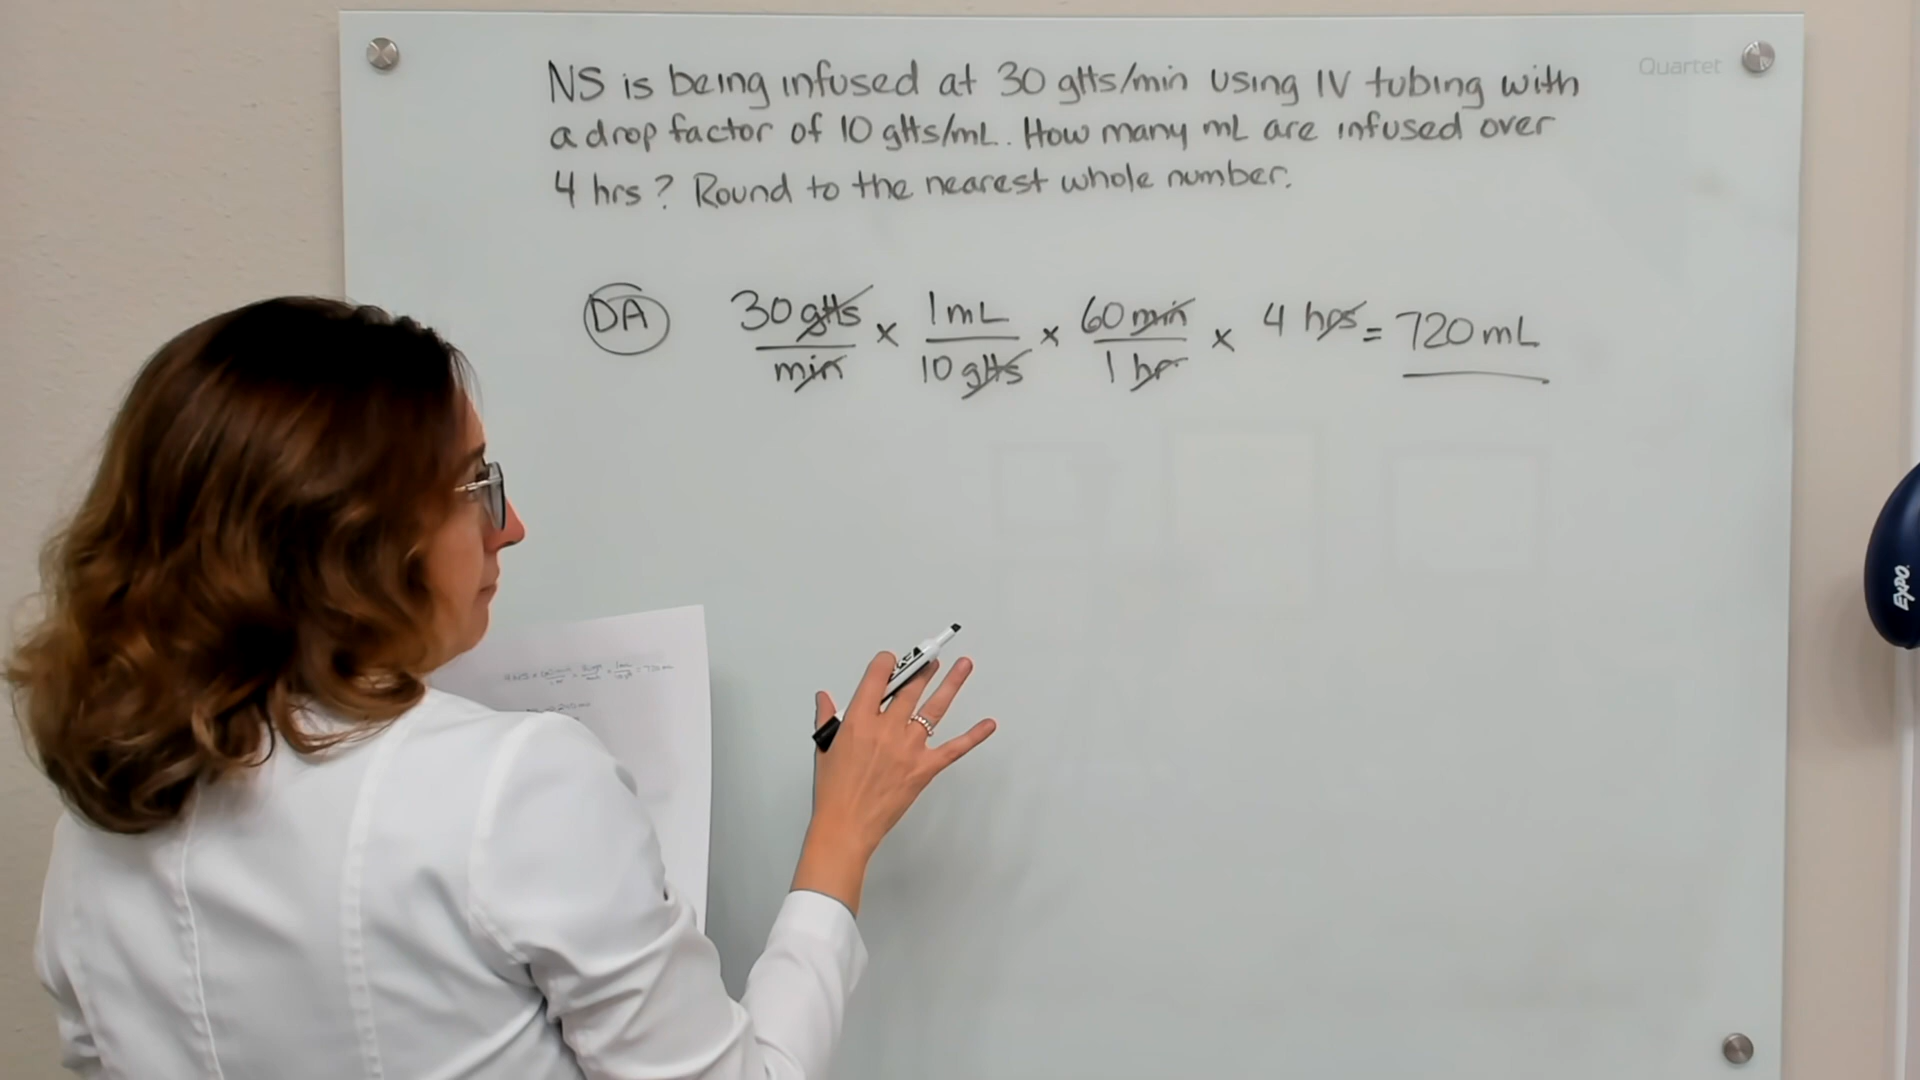 Quartet
NS is being infused at 30 gtts/min using IV tubing with
a drop factor of 10 gtts/mL. How many mL are infused over
4 hrs? Round to the nearest whole number.
DA 30 gtts/min x 1 mL/10 gtts x 60 min/1 hr x 4 hrs = 720 mL
EXPO